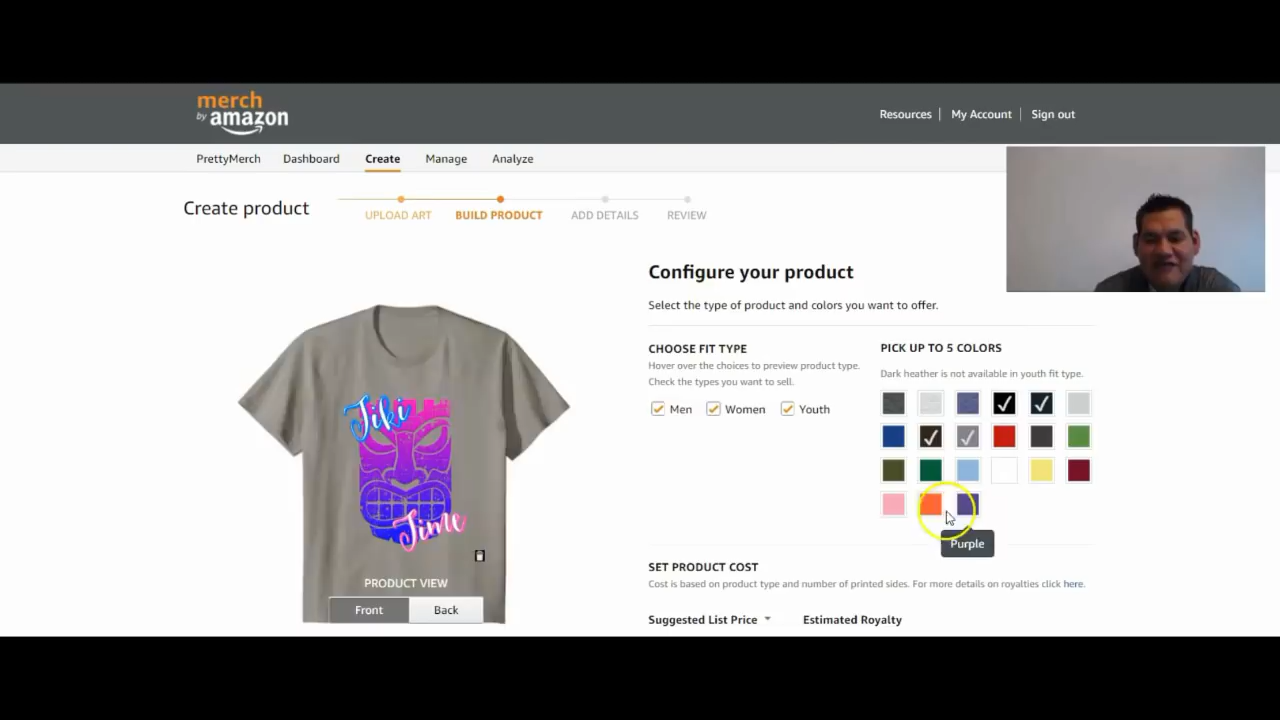 merch
by amazon
Resources
My Account
Sign out
PrettyMerch
Dashboard
Create
Manage
Analyze
Create product
UPLOAD ART
BUILD PRODUCT
ADD DETAILS
REVIEW
Configure your product
Select the type of product and colors you want to offer.
CHOOSE FIT TYPE
Hover over the choices to preview product type.
Check the types you want to sell.
Men
Women
Youth
PICK UP TO 5 COLORS
Dark heather is not available in youth fit type.
Purple
Tiki
Time
PRODUCT VIEW
Front
Back
SET PRODUCT COST
Cost is based on product type and number of printed sides. For more details on royalties click here.
Suggested List Price
Estimated Royalty